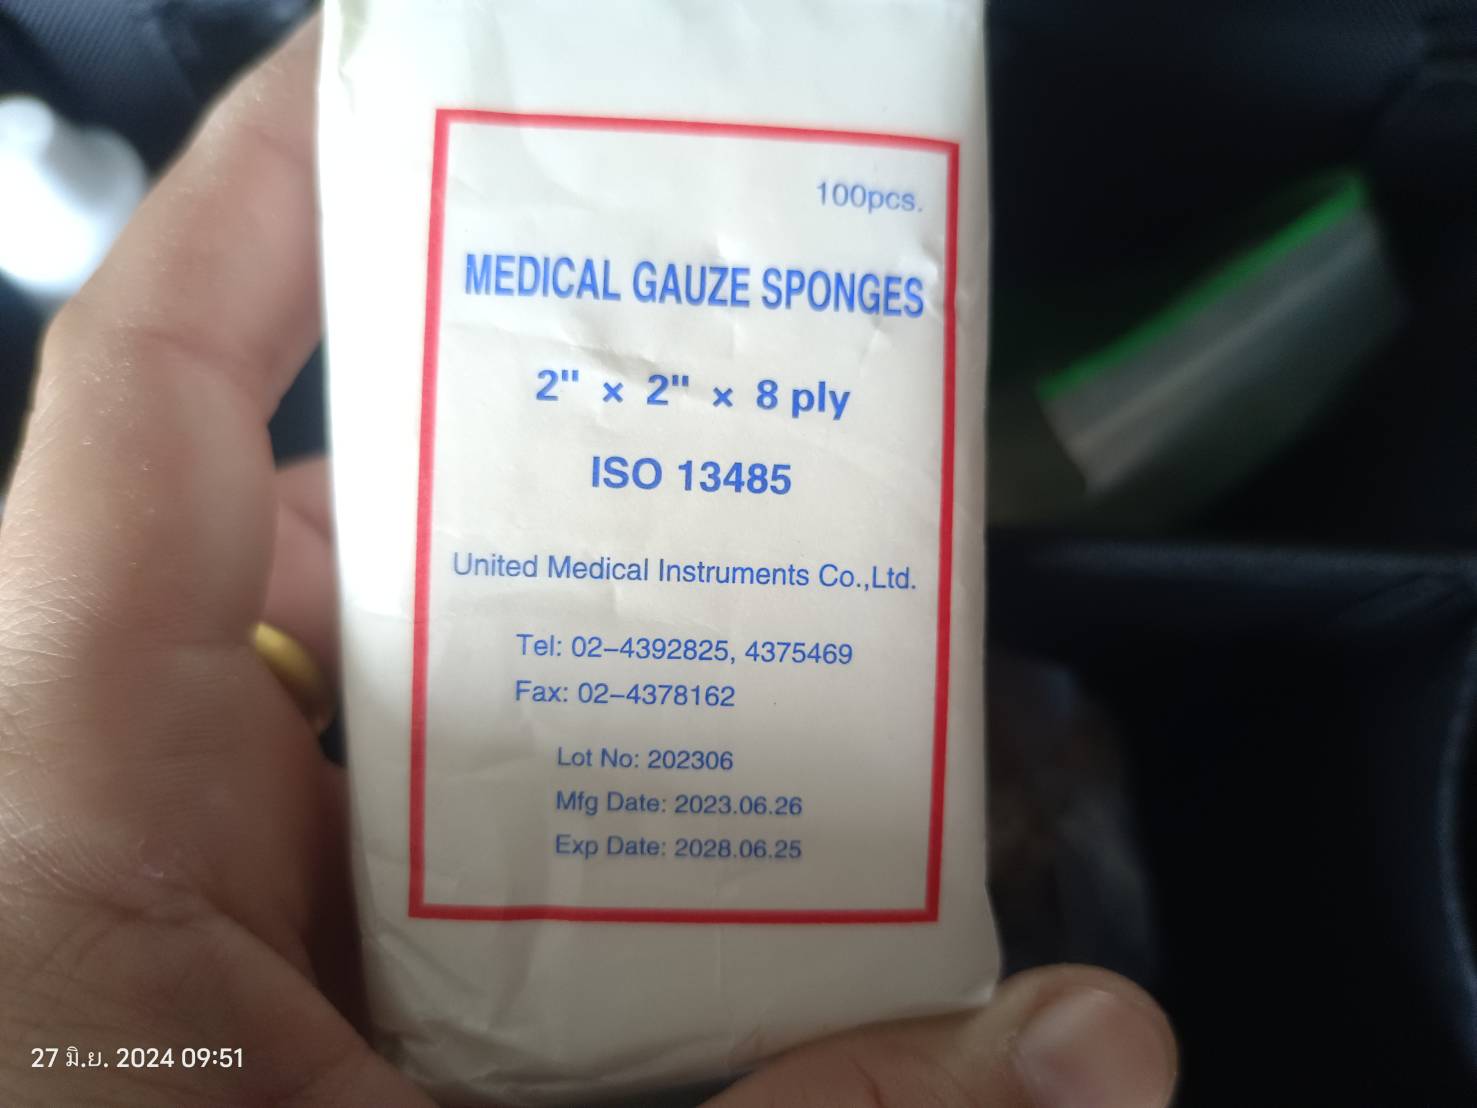 100pcs.
MEDICAL GAUZE SPONGES
2" × 2" × 8 ply
ISO 13485
United Medical Instruments Co.,Ltd.
Tel: 02–4392825, 4375469
Fax: 02–4378162
Lot No: 202306
Mfg Date: 2023.06.26
Exp Date: 2028.06.25
27 มิ.ย. 2024 09:51